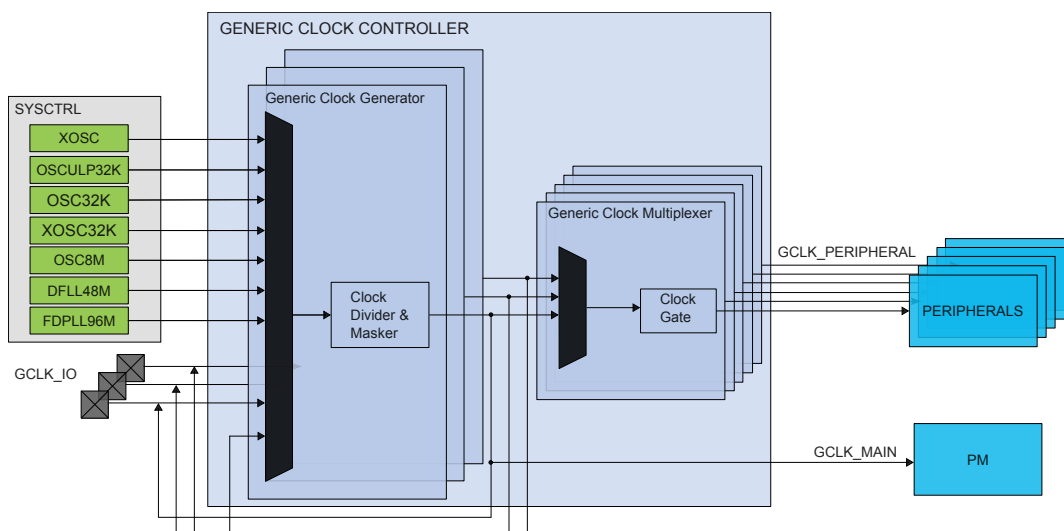 GENERIC CLOCK CONTROLLER
Generic Clock Generator
SYSCTRL
XOSC
OSCULP32K
OSC32K
XOSC32K
OSC8M
DFLL48M
FDPLL96M
GCLK_IO
Clock
Divider &
Masker
Generic Clock Multiplexer
Clock
Gate
GCLK_PERIPHERAL
PERIPHERALS
GCLK_MAIN
PM